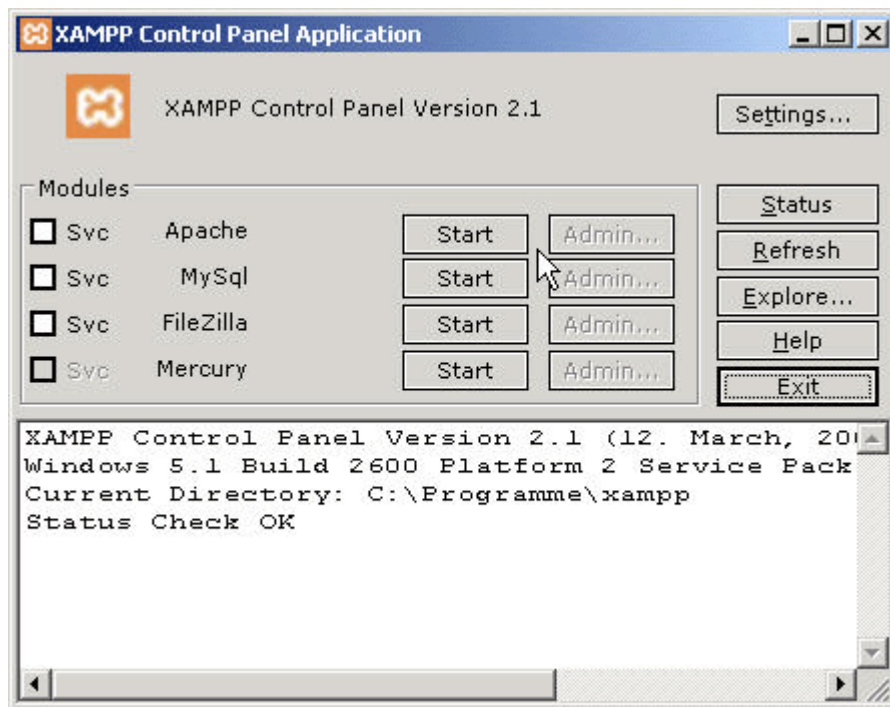 XAMPP Control Panel Application
XAMPP Control Panel Version 2.1
Settings...
Modules
Svc Apache Start Admin...
Svc MySql Start Admin...
Svc FileZilla Start Admin...
Svc Mercury Start Admin...
Status
Refresh
Explore...
Help
Exit
XAMPP Control Panel Version 2.1 (12. March, 20
Windows 5.1 Build 2600 Platform 2 Service Pack
Current Directory: C:\Programme\xampp
Status Check OK